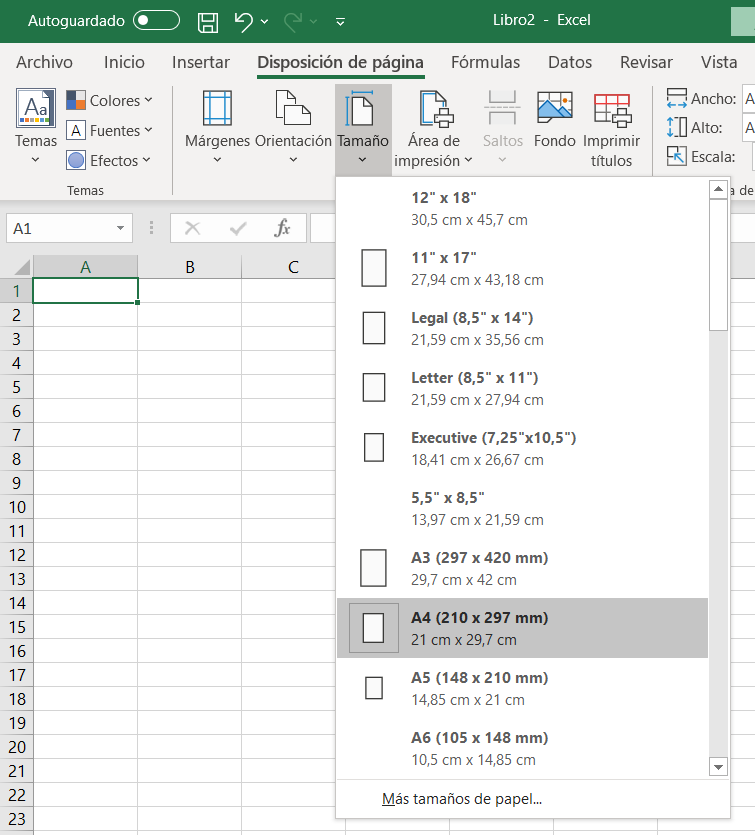 Autoguardado
Libro2 - Excel
Archivo Inicio Insertar Disposición de página Fórmulas Datos Revisar Vista
Aa
Temas
Colores
A Fuentes
Efectos
Temas
Márgenes
Orientación
Tamaño
Área de
impresión
Saltos
Fondo
Imprimir
títulos
Ancho: A
Alto: A
Escala:
a de
A1
fx
A B C
1
2
3
4
5
6
7
8
9
10
11
12
13
14
15
16
17
18
19
20
21
22
23
12" x 18"
30,5 cm x 45,7 cm
11" x 17"
27,94 cm x 43,18 cm
Legal (8,5" x 14")
21,59 cm x 35,56 cm
Letter (8,5" x 11")
21,59 cm x 27,94 cm
Executive (7,25"x10,5")
18,41 cm x 26,67 cm
5,5" x 8,5"
13,97 cm x 21,59 cm
A3 (297 x 420 mm)
29,7 cm x 42 cm
A4 (210 x 297 mm)
21 cm x 29,7 cm
A5 (148 x 210 mm)
14,85 cm x 21 cm
A6 (105 x 148 mm)
10,5 cm x 14,85 cm
Más tamaños de papel...